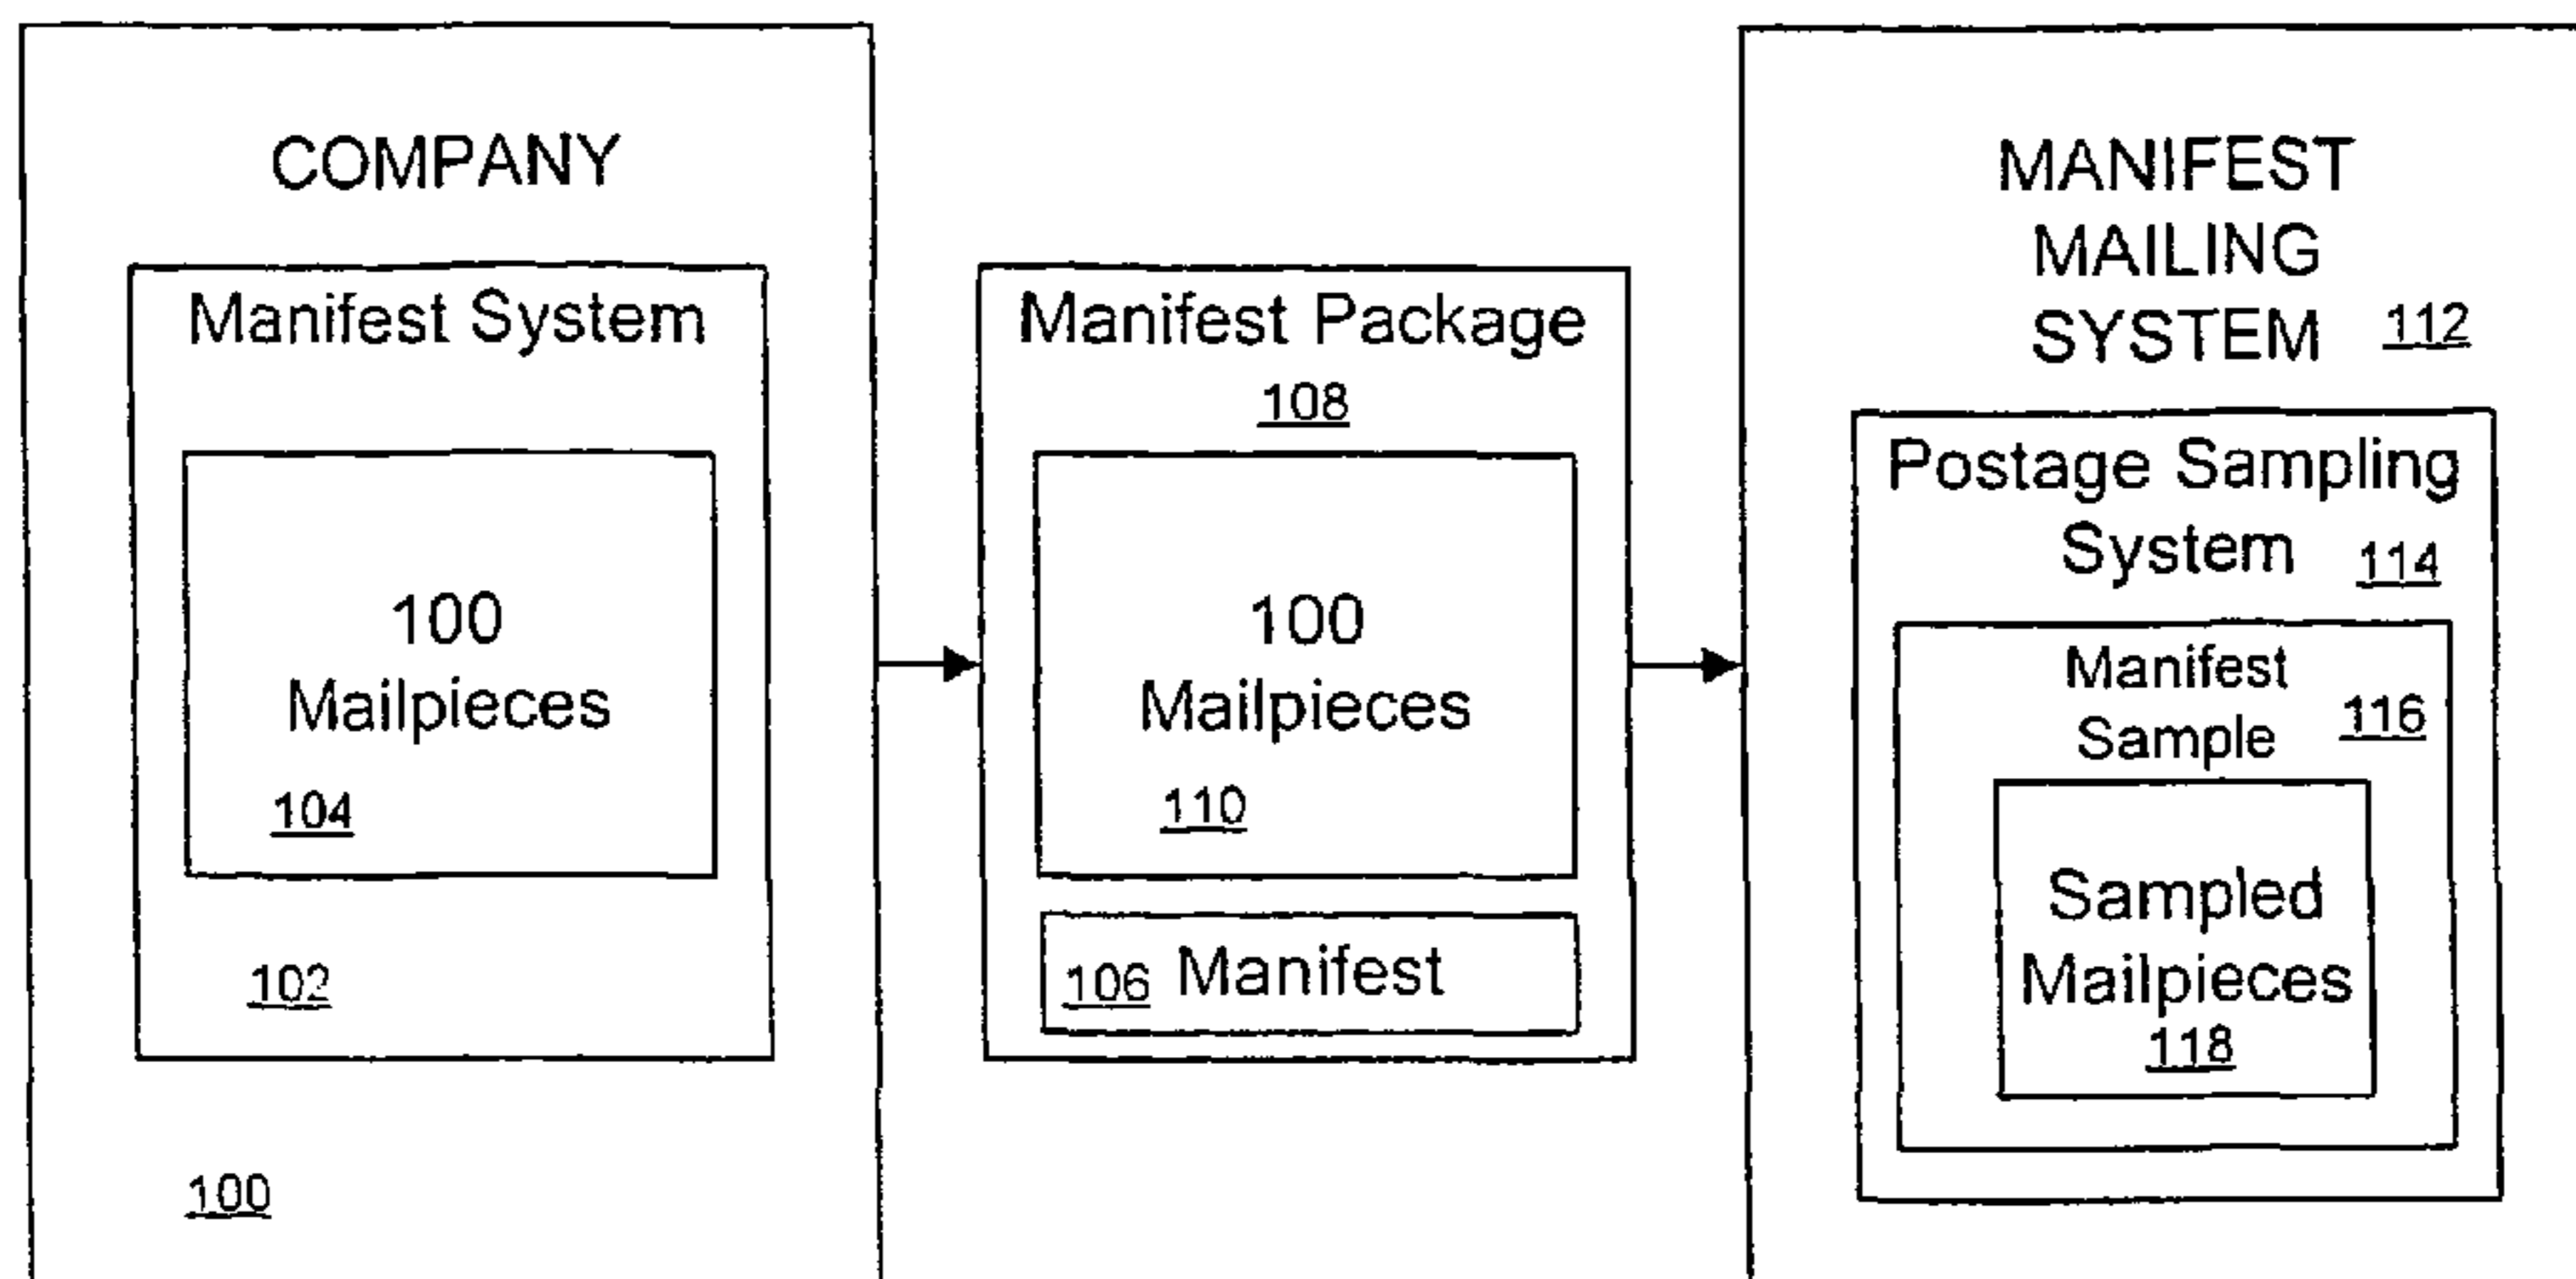 COMPANY
Manifest System
100
Mailpieces
104
102
100
Manifest Package
108
100
Mailpieces
110
106 Manifest
MANIFEST
MAILING
SYSTEM 112
Postage Sampling
System 114
Manifest
Sample 116
Sampled
Mailpieces
118